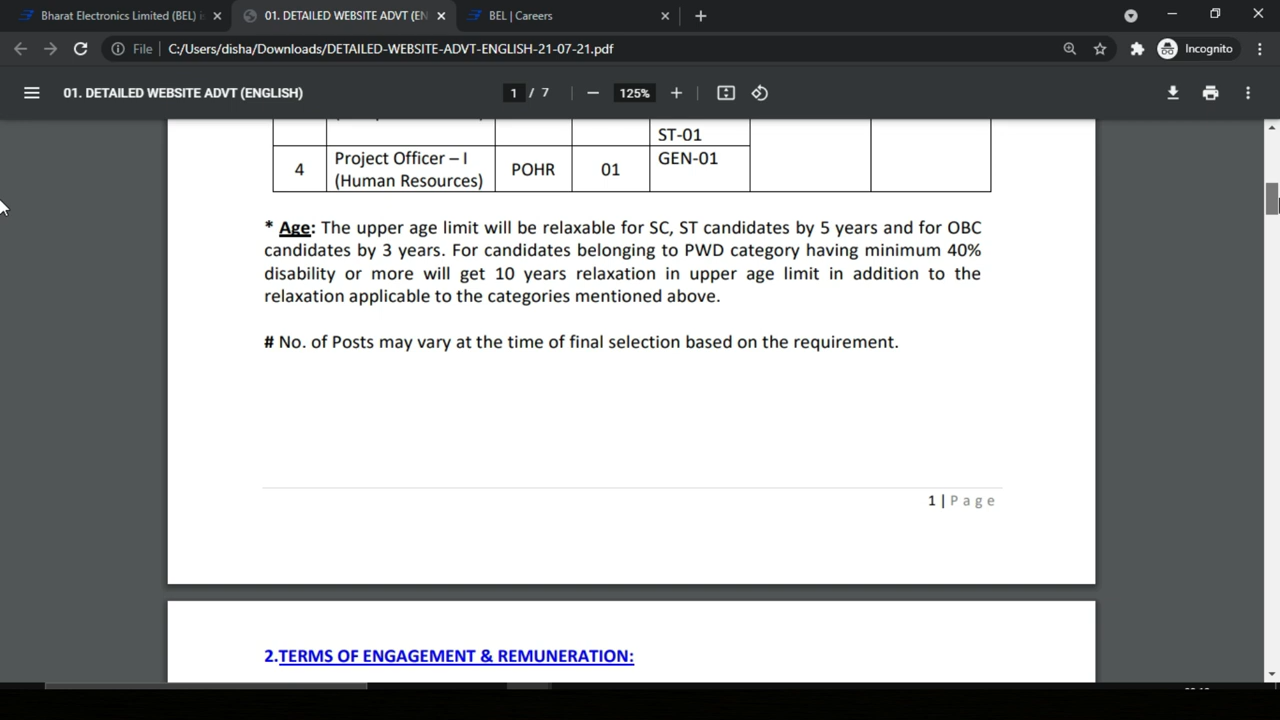 Bharat Electronics Limited (BEL)
01. DETAILED WEBSITE ADVT (EN
BEL | Careers
File
C:/Users/disha/Downloads/DETAILED-WEBSITE-ADVT-ENGLISH-21-07-21.pdf
Incognito
01. DETAILED WEBSITE ADVT (ENGLISH)
1 / 7
125%
ST-01
4 Project Officer – I POHR 01 GEN-01
(Human Resources)
* Age: The upper age limit will be relaxable for SC, ST candidates by 5 years and for OBC
candidates by 3 years. For candidates belonging to PWD category having minimum 40%
disability or more will get 10 years relaxation in upper age limit in addition to the
relaxation applicable to the categories mentioned above.
# No. of Posts may vary at the time of final selection based on the requirement.
1 | Page
2.TERMS OF ENGAGEMENT & REMUNERATION: